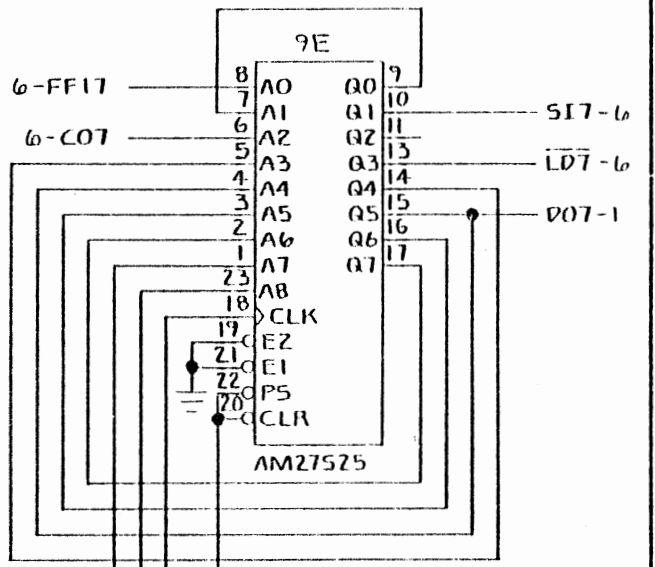 9E
8 A0 Q0 9
6-FF17
7 A1 Q1 10 SI7-6
6-C07 6 A2 Q2 11
5 A3 Q3 13 LD7-6
4 A4 Q4 14
3 A5 Q5 15 D07-1
2 A6 Q6 16
1 A7 Q7 17
23 A8
18 CLK
19 E2
21 E1
22 PS
20 CLR
AM27S25